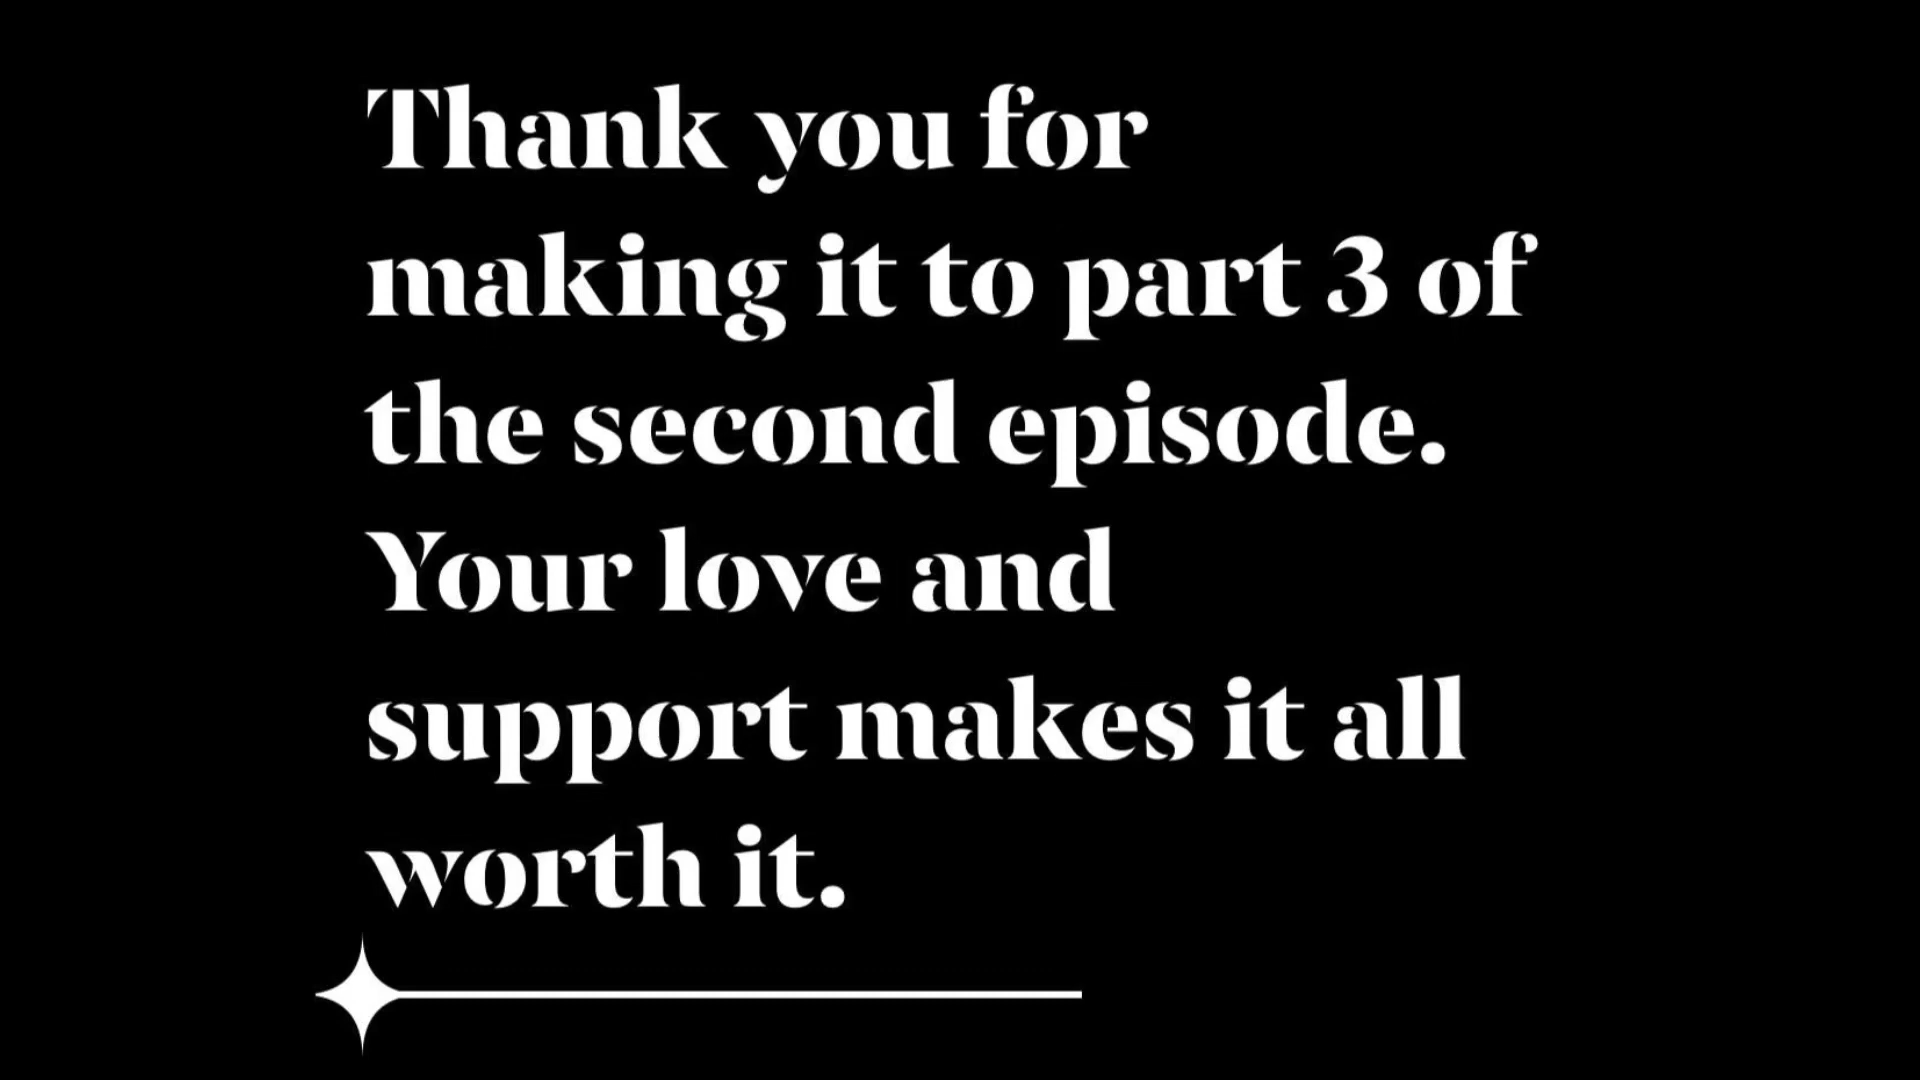 Thank you for
making it to part 3 of
the second episode.
Your love and
support makes it all
worth it.